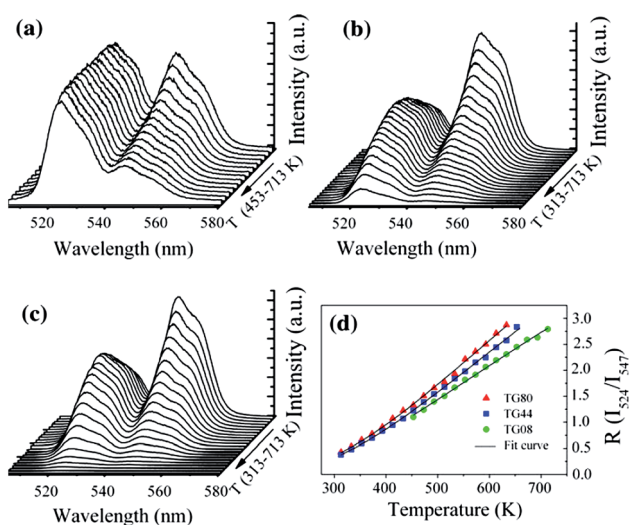 (a)
Intensity (a.u.)
T (453-713 K)
520 540 560 580
Wavelength (nm)
(b)
Intensity (a.u.)
T (313-713 K)
520 540 560 580
Wavelength (nm)
(c)
Intensity (a.u.)
T (313-713 K)
520 540 560 580
Wavelength (nm)
(d)
3.0
2.5
2.0
1.5
1.0
0.5
0.0
R (I524/I547)
TG80
TG44
TG08
Fit curve
300 400 500 600 700
Temperature (K)